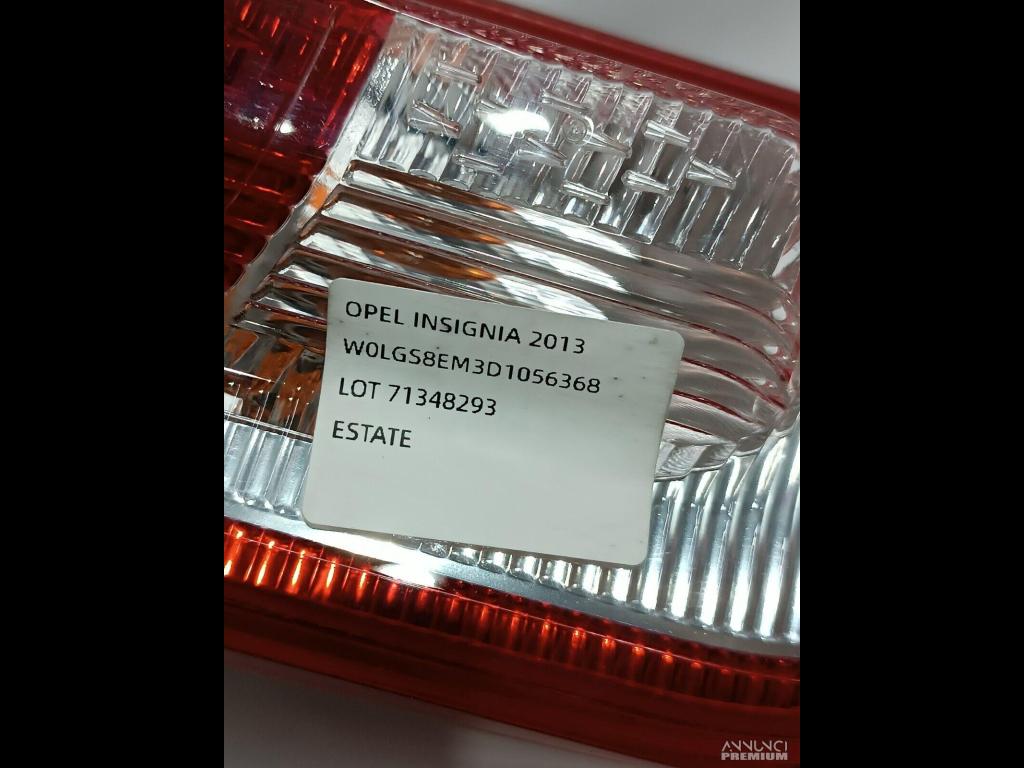 OPEL INSIGNIA 2013
W0LGS8EM3D1056368
LOT 71348293
ESTATE
ANNUNCI
PREMIUM